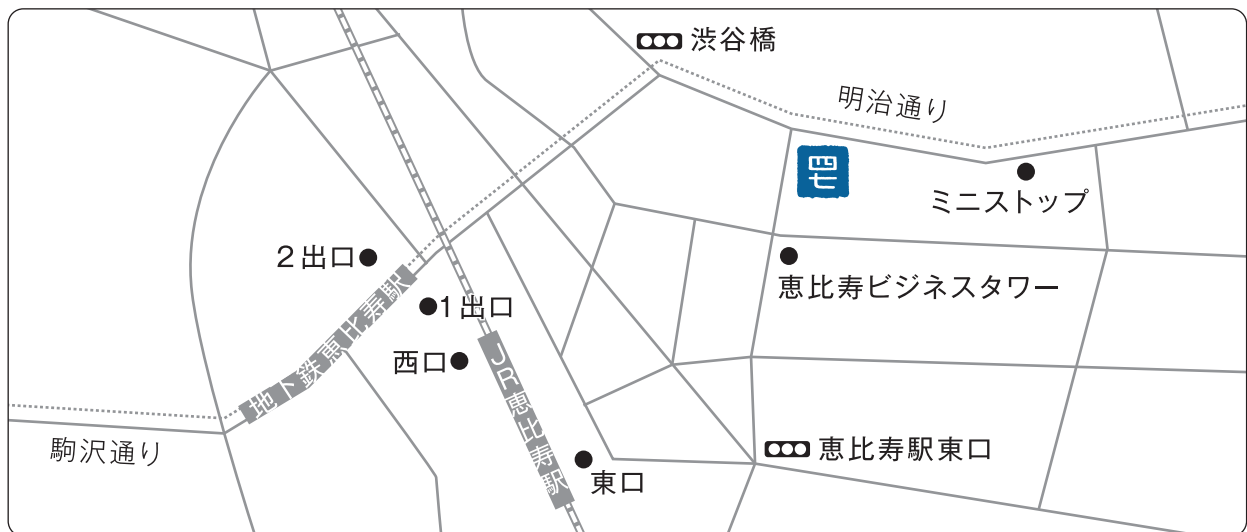 渋谷橋
明治通り
四七
ミニストップ
2出口
恵比寿ビジネスタワー
1出口
地下鉄恵比寿駅
西口
JR恵比寿駅
駒沢通り
恵比寿駅東口
東口